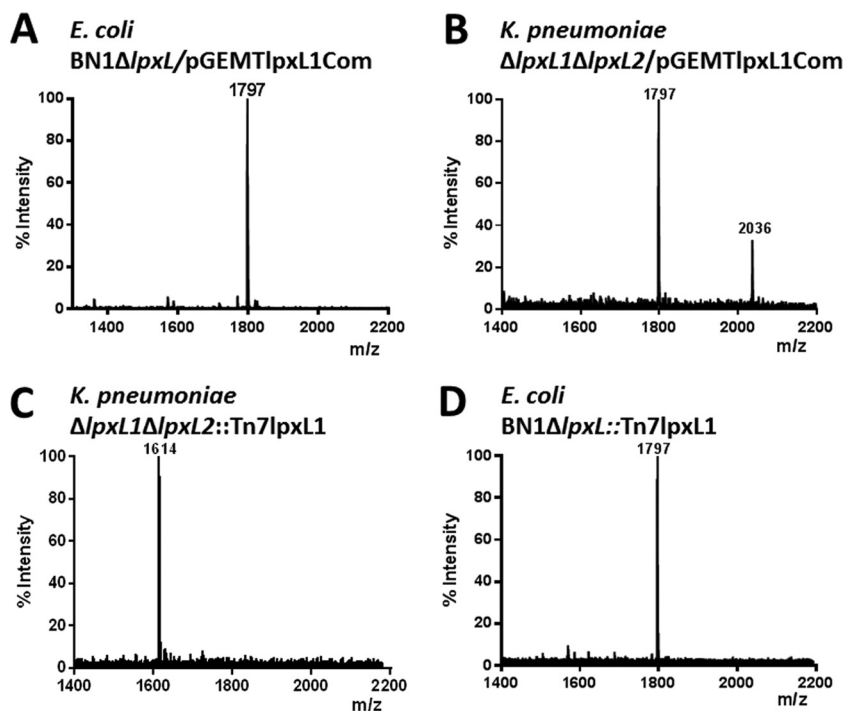 A
E. coli
BN1ΔlpxL/pGEMTlpxL1Com
1797
100
80
60
40
20
0
% Intensity
1400 1600 1800 2000 2200
m/z
B
K. pneumoniae
ΔlpxL1ΔlpxL2/pGEMTlpxL1Com
1797
2036
100
80
60
40
20
0
% Intensity
1400 1600 1800 2000 2200
m/z
C
K. pneumoniae
ΔlpxL1ΔlpxL2::Tn7lpxL1
1614
100
80
60
40
20
0
% Intensity
1400 1600 1800 2000 2200
m/z
D
E. coli
BN1ΔlpxL::Tn7lpxL1
1797
100
80
60
40
20
0
% Intensity
1400 1600 1800 2000 2200
m/z